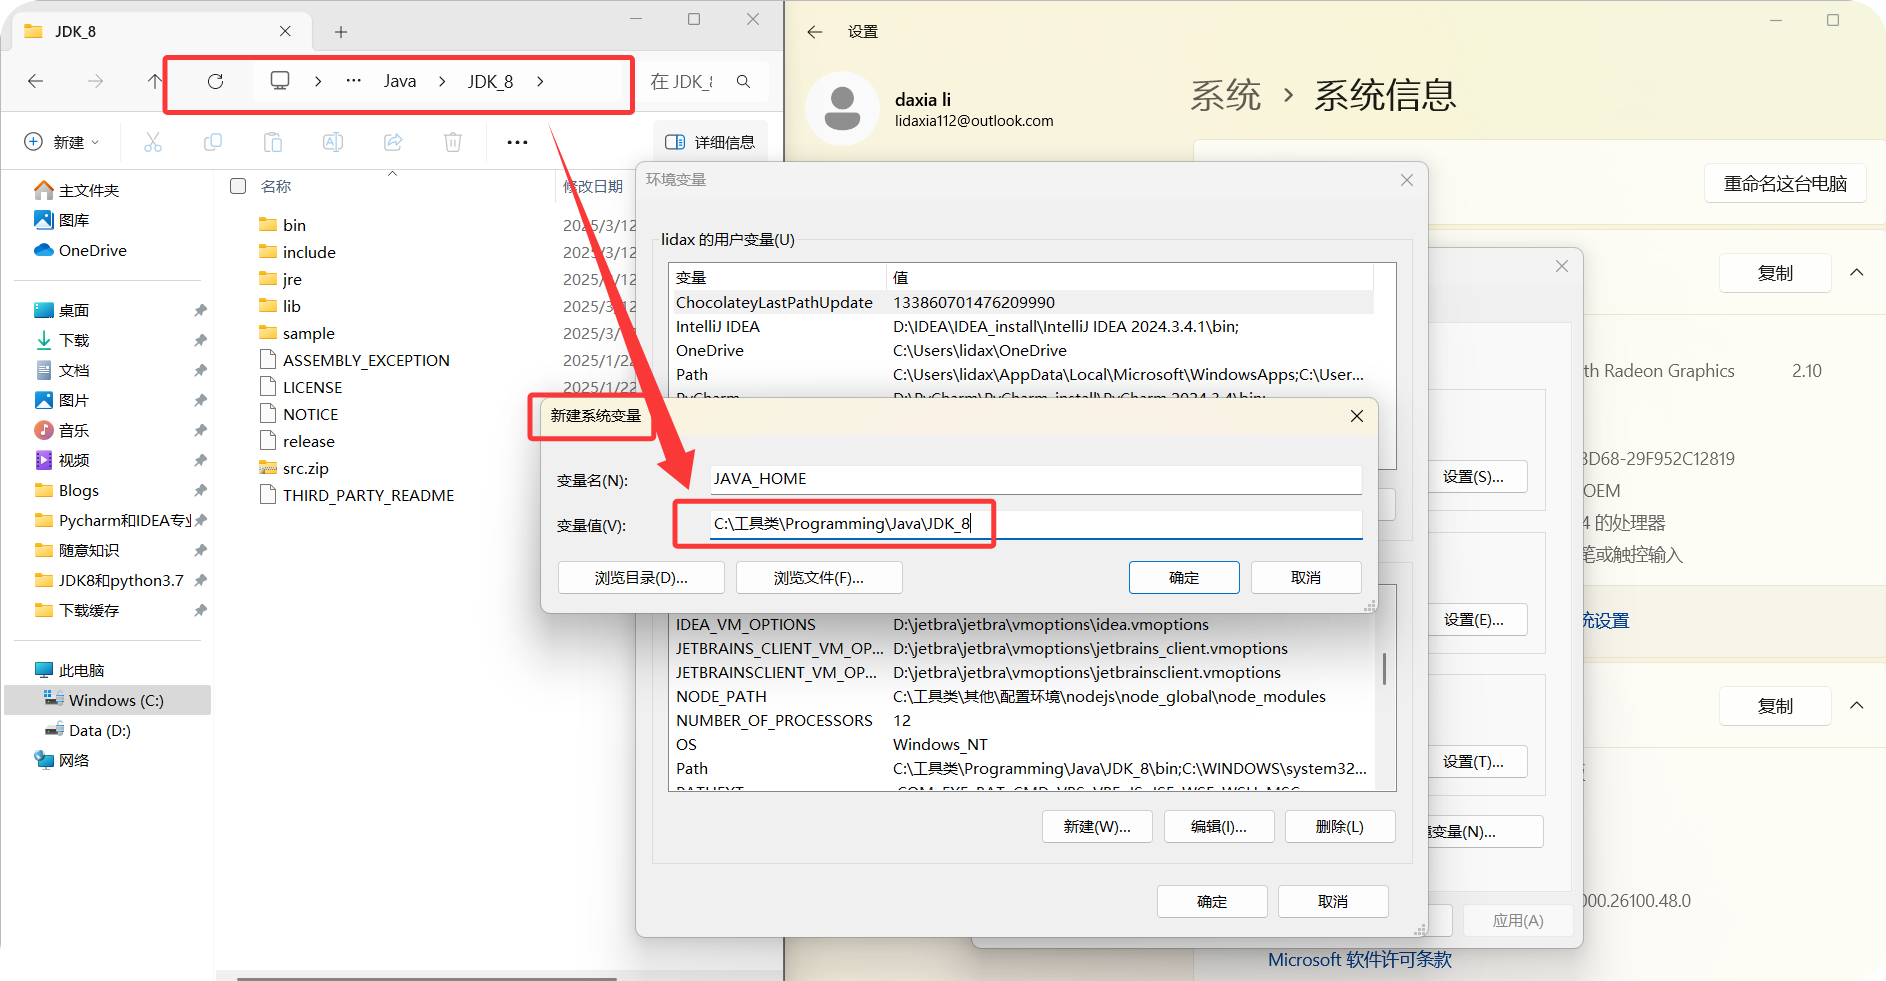 JDK_8
Java
JDK_8
在 JDK_8
新建
详细信息
主文件夹
图库
OneDrive
桌面
下载
文档
图片
音乐
视频
Blogs
Pycharm和IDEA专业
随意知识
JDK8和python3.7
下载缓存
此电脑
Windows (C:)
Data (D:)
网络
名称
修改日期
bin
2025/3/12
include
2025/3/12
jre
2025/3/12
lib
2025/3/12
sample
2025/3/12
ASSEMBLY_EXCEPTION
2025/1/22
LICENSE
2025/1/22
NOTICE
release
src.zip
THIRD_PARTY_README
设置
daxia li
lidaxia112@outlook.com
系统 › 系统信息
重命名这台电脑
复制
th Radeon Graphics 2.10
3D68-29F952C12819
OEM
4 的处理器
笔或触控输入
统设置
复制
000.26100.48.0
Microsoft 软件许可条款
设置(S)...
设置(E)...
设置(T)...
境变量(N)...
应用(A)
环境变量
lidax 的用户变量(U)
变量 值
ChocolateyLastPathUpdate 133860701476209990
IntelliJ IDEA D:\IDEA\IDEA_install\IntelliJ IDEA 2024.3.4.1\bin;
OneDrive C:\Users\lidax\OneDrive
Path C:\Users\lidax\AppData\Local\Microsoft\WindowsApps;C:\User...
PyCharm D:\PyCharm\PyCharm_install\PyCharm 2024.3.4\bin;
新建系统变量
变量名(N): JAVA_HOME
变量值(V): C:\工具类\Programming\Java\JDK_8
浏览目录(D)... 浏览文件(F)... 确定 取消
IDEA_VM_OPTIONS D:\jetbra\jetbra\vmoptions\idea.vmoptions
JETBRAINS_CLIENT_VM_OP... D:\jetbra\jetbra\vmoptions\jetbrains_client.vmoptions
JETBRAINSCLIENT_VM_OP... D:\jetbra\jetbra\vmoptions\jetbrainsclient.vmoptions
NODE_PATH C:\工具类\其他\配置环境\nodejs\node_global\node_modules
NUMBER_OF_PROCESSORS 12
OS Windows_NT
Path C:\工具类\Programming\Java\JDK_8\bin;C:\WINDOWS\system32...
PATHEXT .COM;.EXE;.BAT;.CMD;.VBS;.VBE;.JS;.JSE;.WSF;.WSH;.MSC
新建(W)... 编辑(I)... 删除(L)
确定 取消